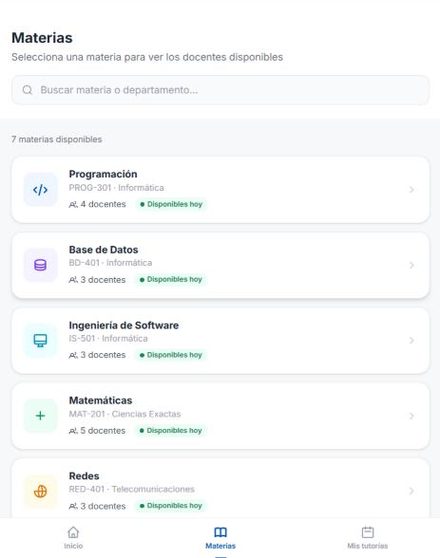 Materias
Selecciona una materia para ver los docentes disponibles
Buscar materia o departamento...
7 materias disponibles
Programación
PROG-301 · Informática
4 docentes
Disponibles hoy
Base de Datos
BD-401 · Informática
3 docentes
Disponibles hoy
Ingeniería de Software
IS-501 · Informática
3 docentes
Disponibles hoy
Matemáticas
MAT-201 · Ciencias Exactas
5 docentes
Disponibles hoy
Redes
RED-401 · Telecomunicaciones
3 docentes
Disponibles hoy
Inicio
Materias
Mis tutorías